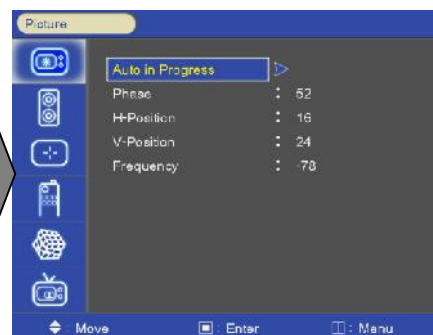 Picture
Auto in Progress
Phase : 52
H-Position : 16
V-Position : 24
Frequency : -78
: Move : Enter : Menu